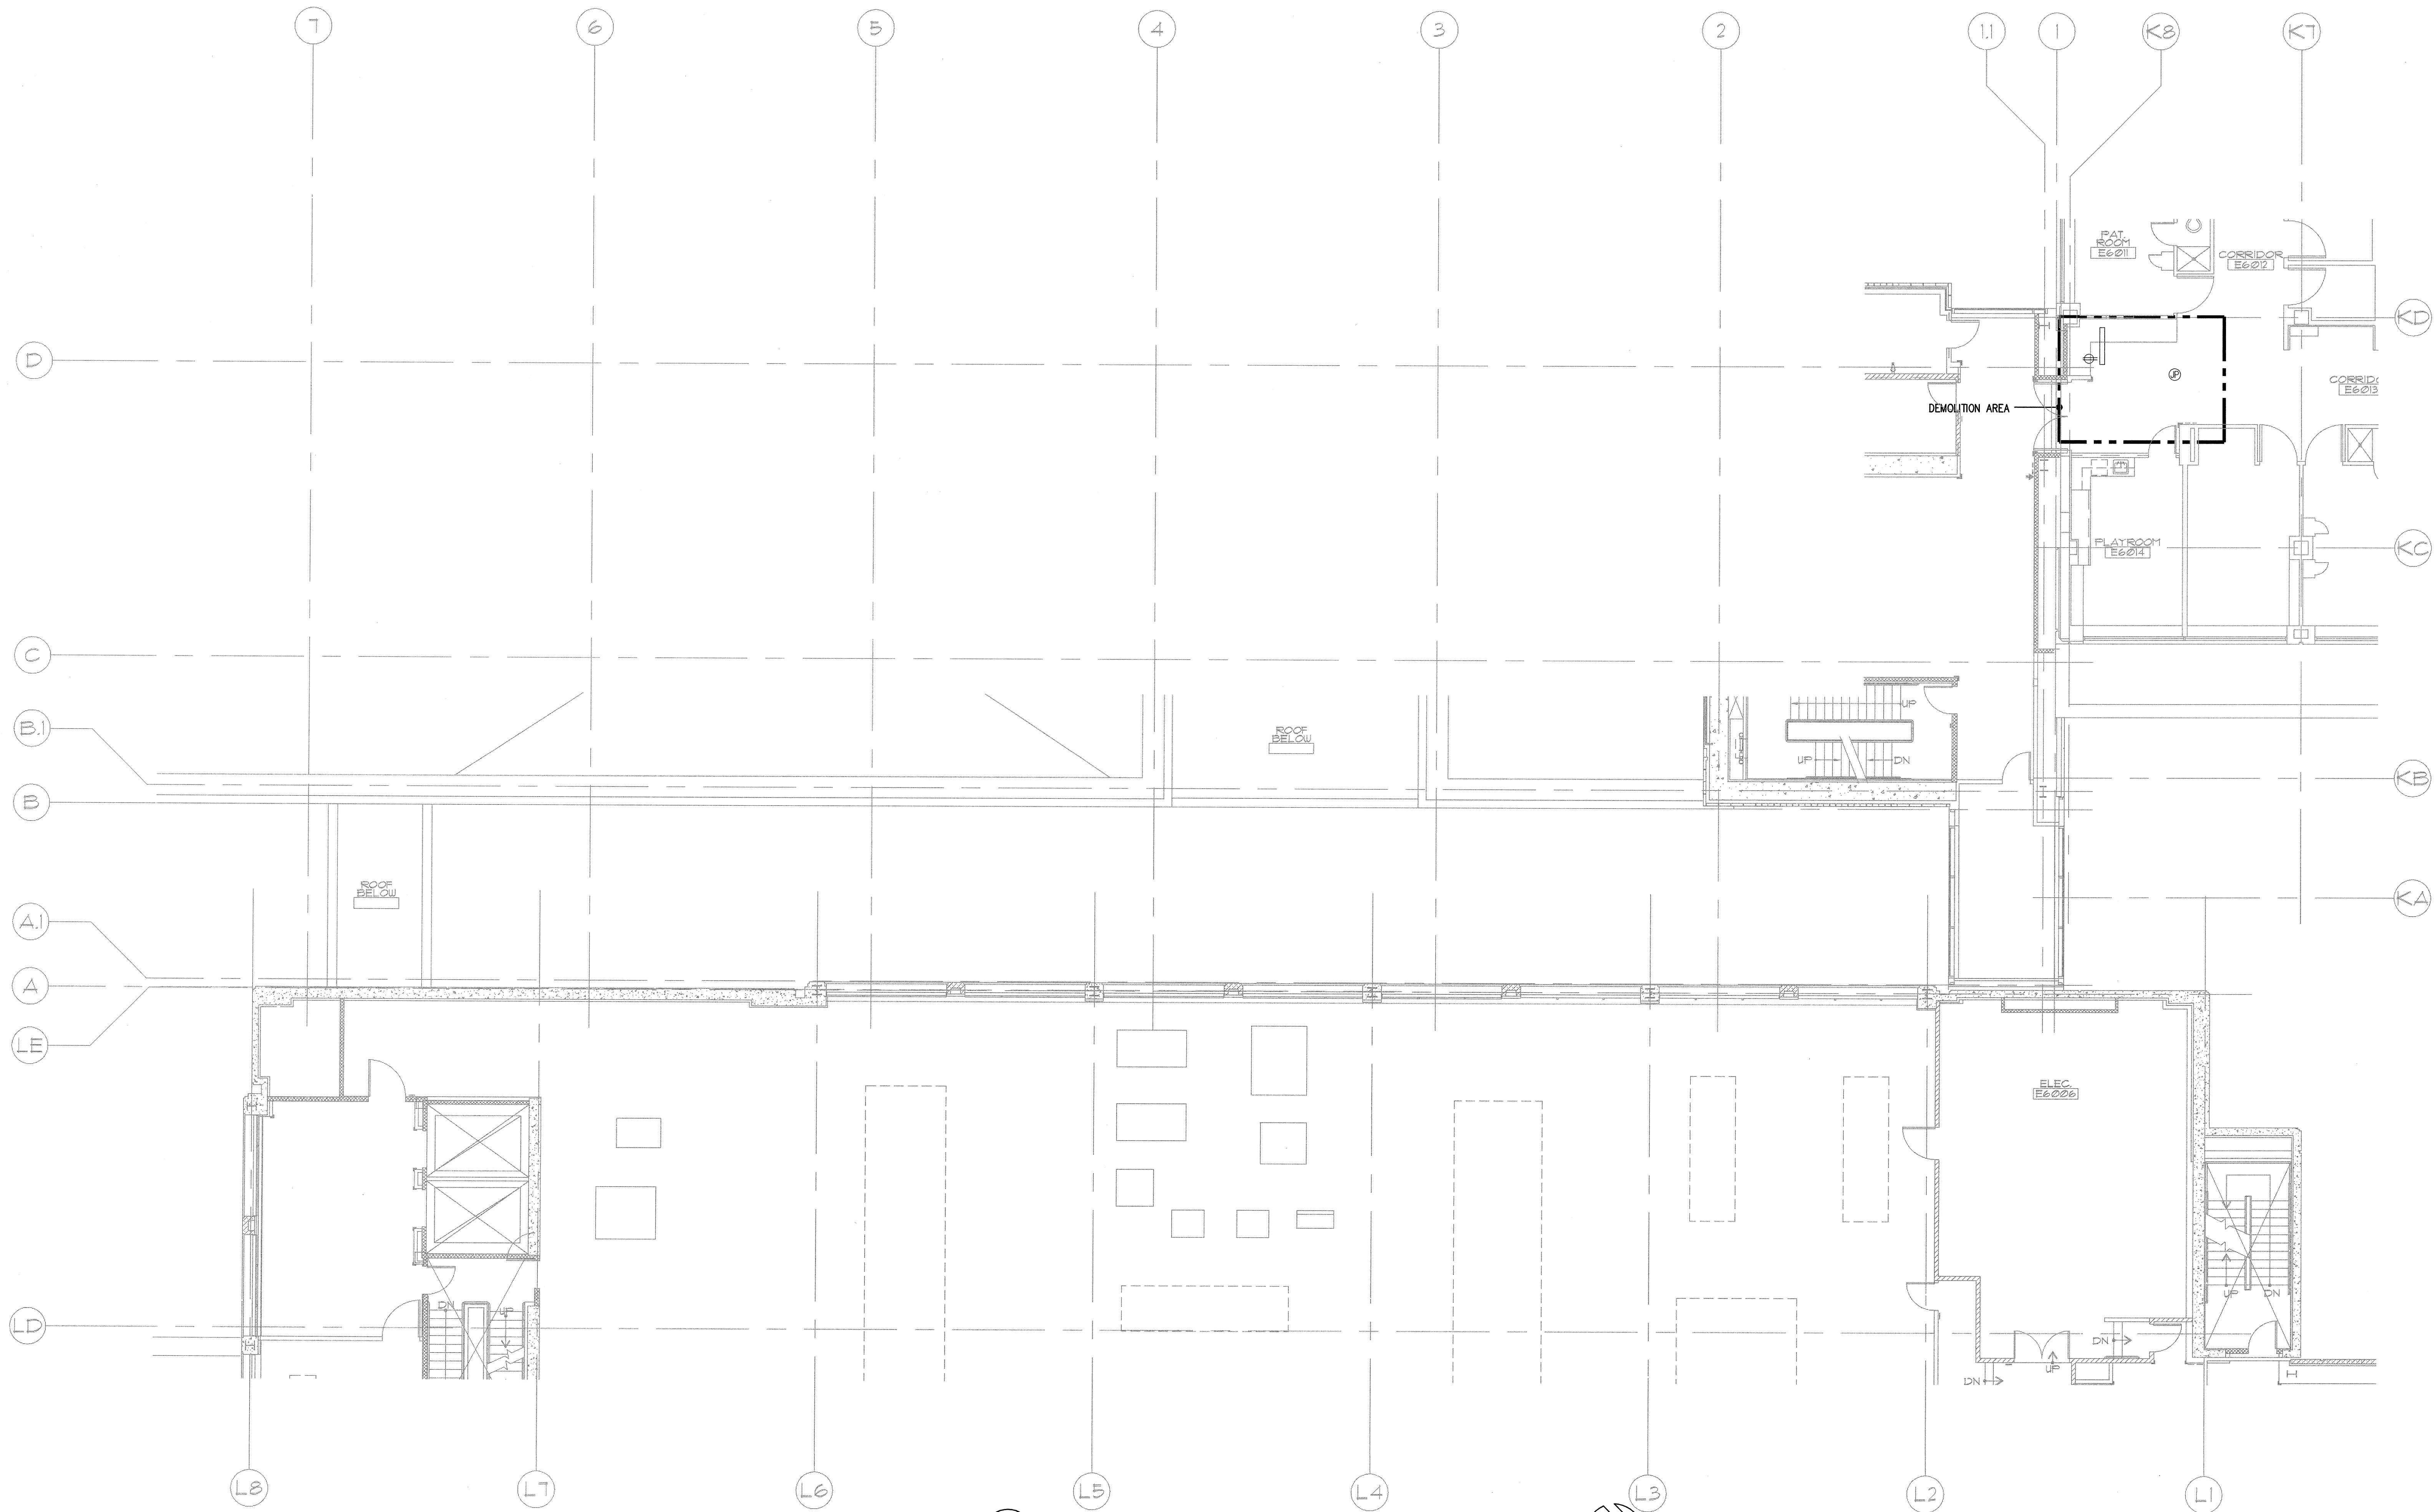 7
6
5
4
3
2
1.1
1
K8
K7
PAT.
ROOM
E6011
CORRIDOR
E6012
KD
D
JP
CORRID
E6013
DEMOLITION AREA
PLAYROOM
E6014
KC
C
UP
B.1
ROOF
BELOW
UP
DN
KB
B
ROOF
BELOW
KA
A.1
A
LE
ELEC.
E6006
UP
DN
DN
UP
LD
DN
UP
DN
L8
L7
L6
L5
L4
L3
L2
L1